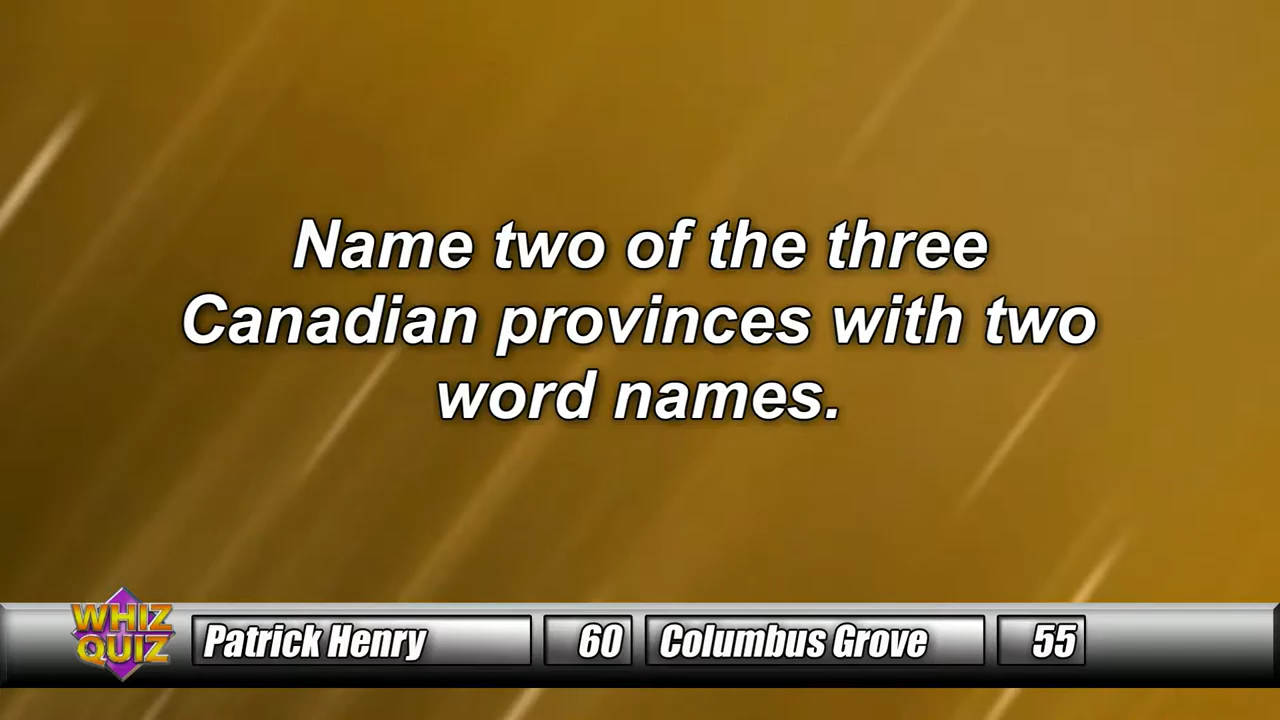 Name two of the three
Canadian provinces with two
word names.
WHIZ
QUIZ
Patrick Henry 60 Columbus Grove 55